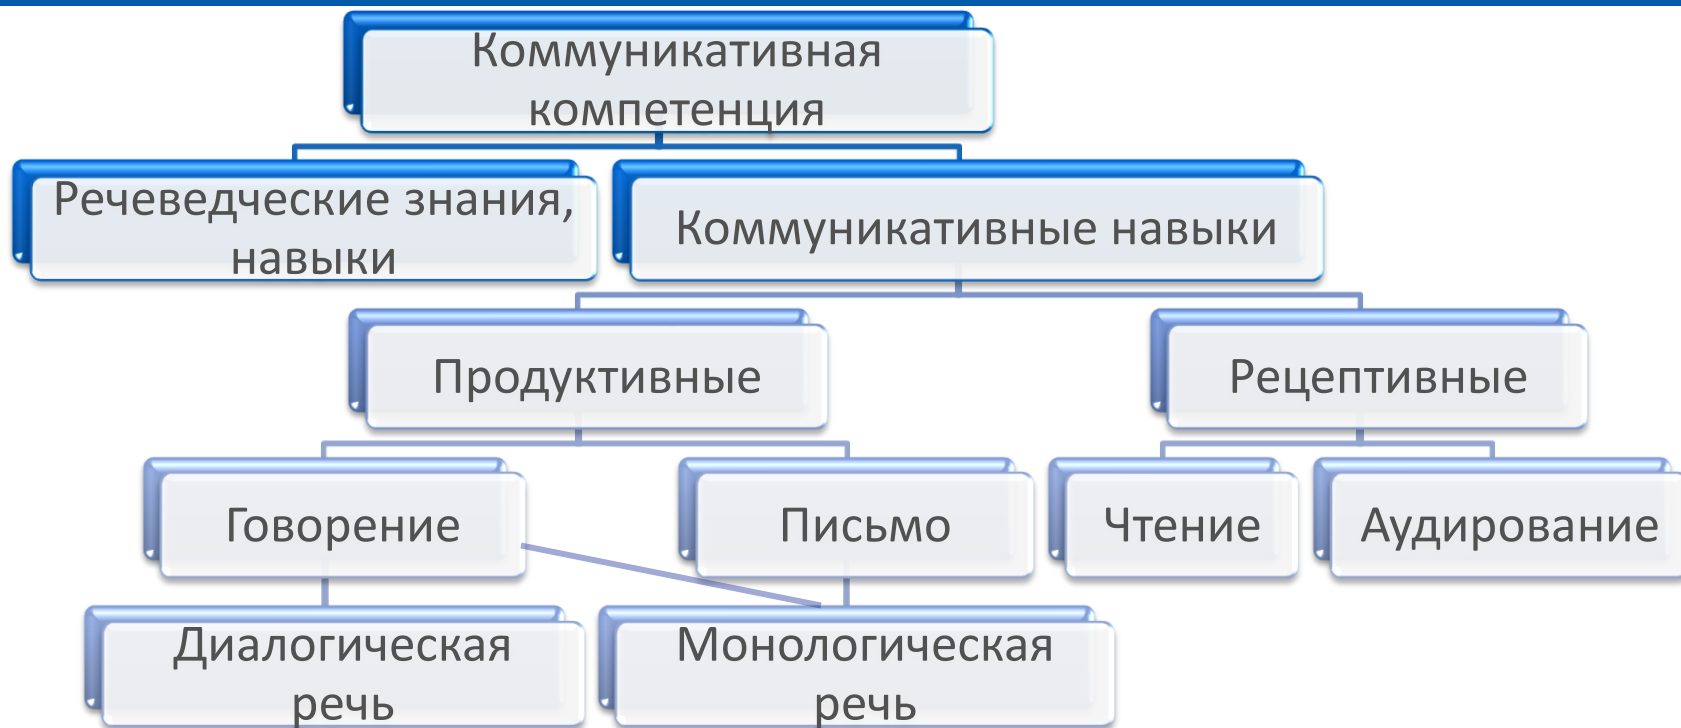 Коммуникативная
компетенция
Речеведческие знания,
навыки
Коммуникативные навыки
Продуктивные
Рецептивные
Говорение
Письмо
Чтение
Аудирование
Диалогическая
речь
Монологическая
речь